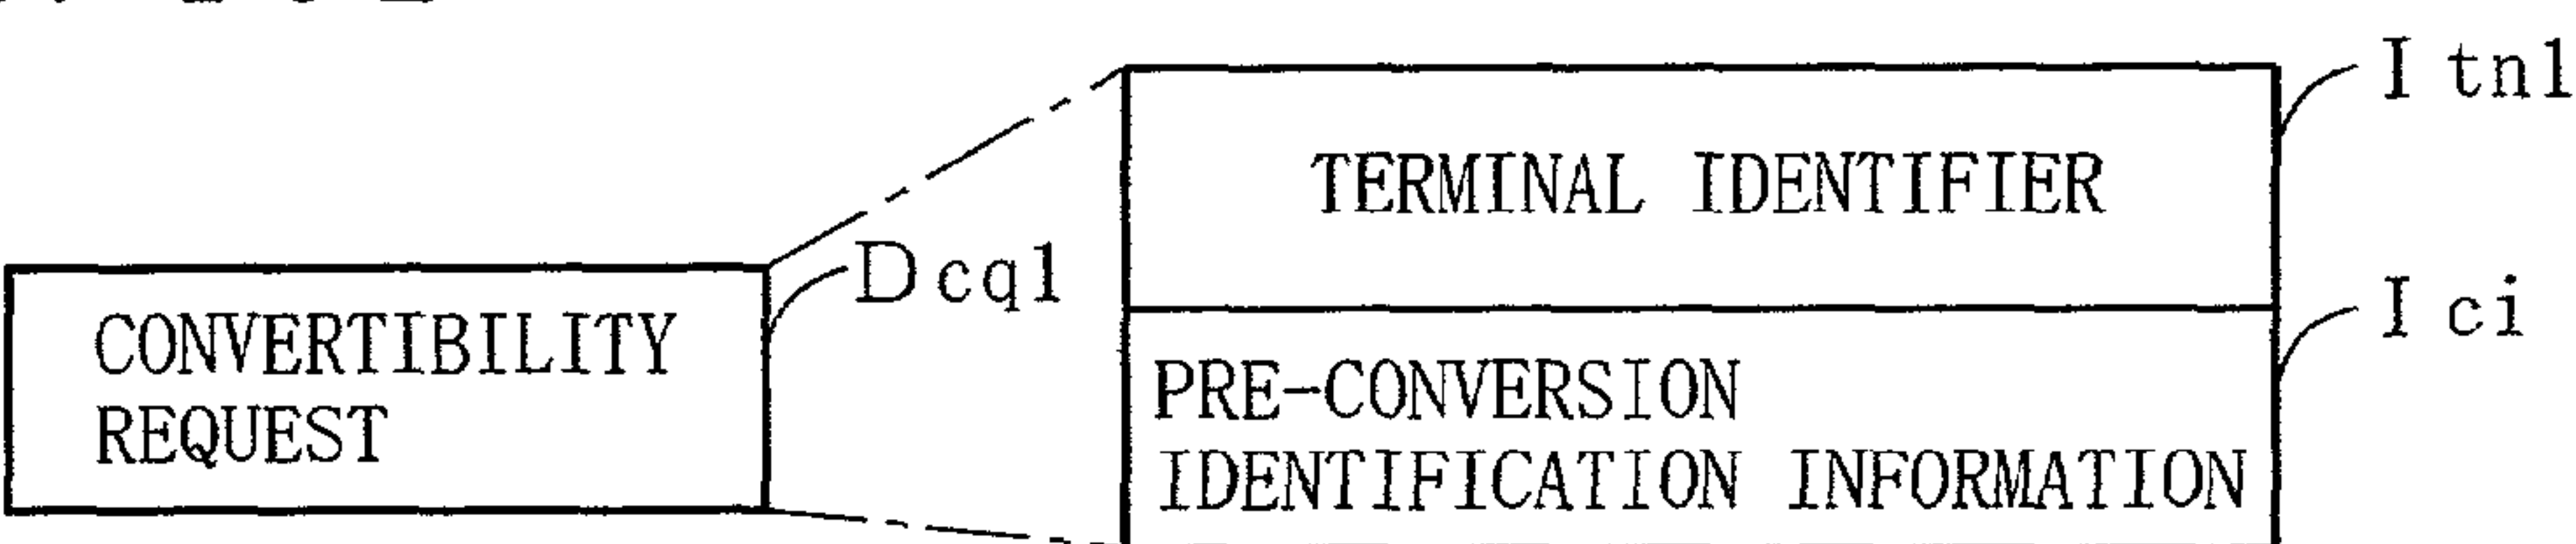 I tn1
TERMINAL IDENTIFIER
Dcq1
CONVERTIBILITY
REQUEST
I ci
PRE-CONVERSION
IDENTIFICATION INFORMATION